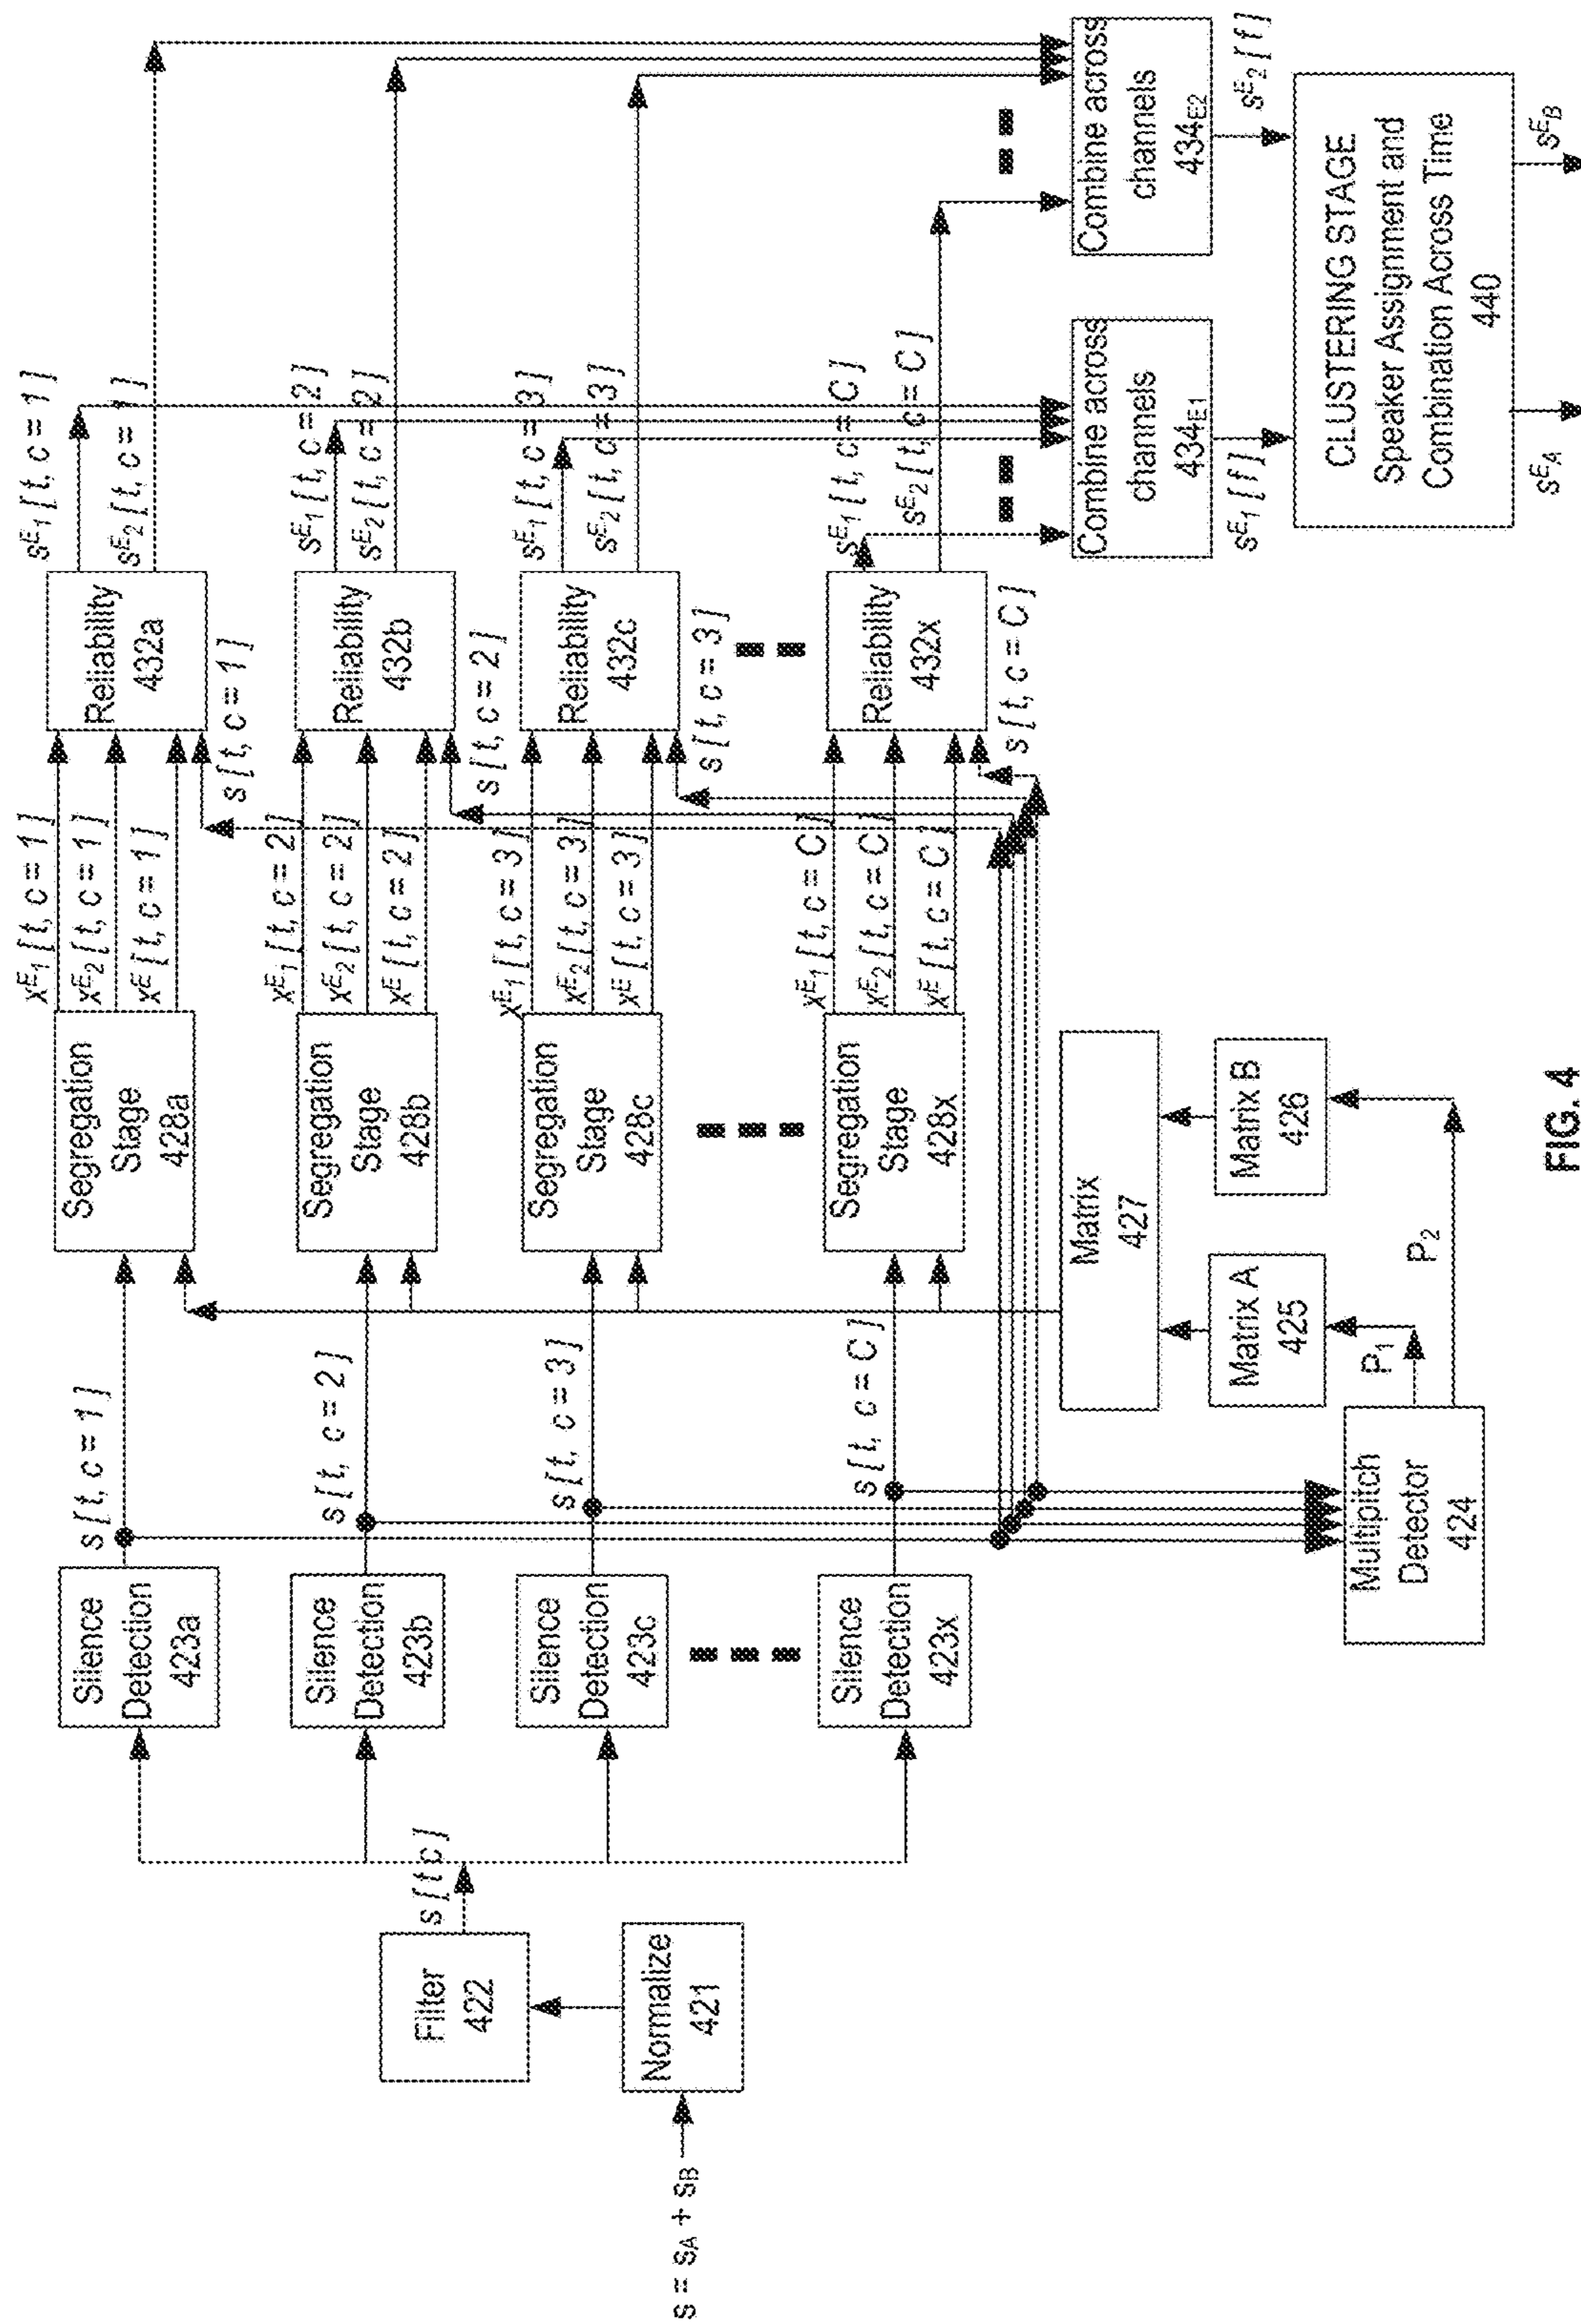 s = sA + sB
Normalize
421
Filter
422
s [ t c ]
Silence
Detection
423a
Silence
Detection
423b
Silence
Detection
423c
Silence
Detection
423x
s [ t, c = 1 ]
s [ t, c = 2 ]
s [ t, c = 3 ]
s [ t, c = C ]
Multipitch
Detector
424
P1
P2
Matrix A
425
Matrix B
426
Matrix
427
Segregation
Stage
428a
Segregation
Stage
428b
Segregation
Stage
428c
Segregation
Stage
428x
xE1 [ t, c = 1 ]
xE2 [ t, c = 1 ]
xE [ t, c = 1 ]
xE1 [ t, c = 2 ]
xE2 [ t, c = 2 ]
xE [ t, c = 2 ]
xE1 [ t, c = 3 ]
xE2 [ t, c = 3 ]
xE [ t, c = 3 ]
xE1 [ t, c = C ]
xE2 [ t, c = C ]
xE [ t, c = C ]
s [ t, c = 1 ]
s [ t, c = 2 ]
s [ t, c = 3 ]
s [ t, c = C ]
Reliability
432a
Reliability
432b
Reliability
432c
Reliability
432x
sE1 [ t, c = 1 ]
sE2 [ t, c = 1 ]
sE1 [ t, c = 2 ]
sE2 [ t, c = 2 ]
sE1 [ t, c = 3 ]
sE2 [ t, c = 3 ]
sE1 [ t, c = C ]
sE2 [ t, c = C ]
Combine across
channels
434E1
Combine across
channels
434E2
sE1 [ f ]
sE2 [ f ]
CLUSTERING STAGE
Speaker Assignment and
Combination Across Time
440
sEA
sEB
FIG. 4